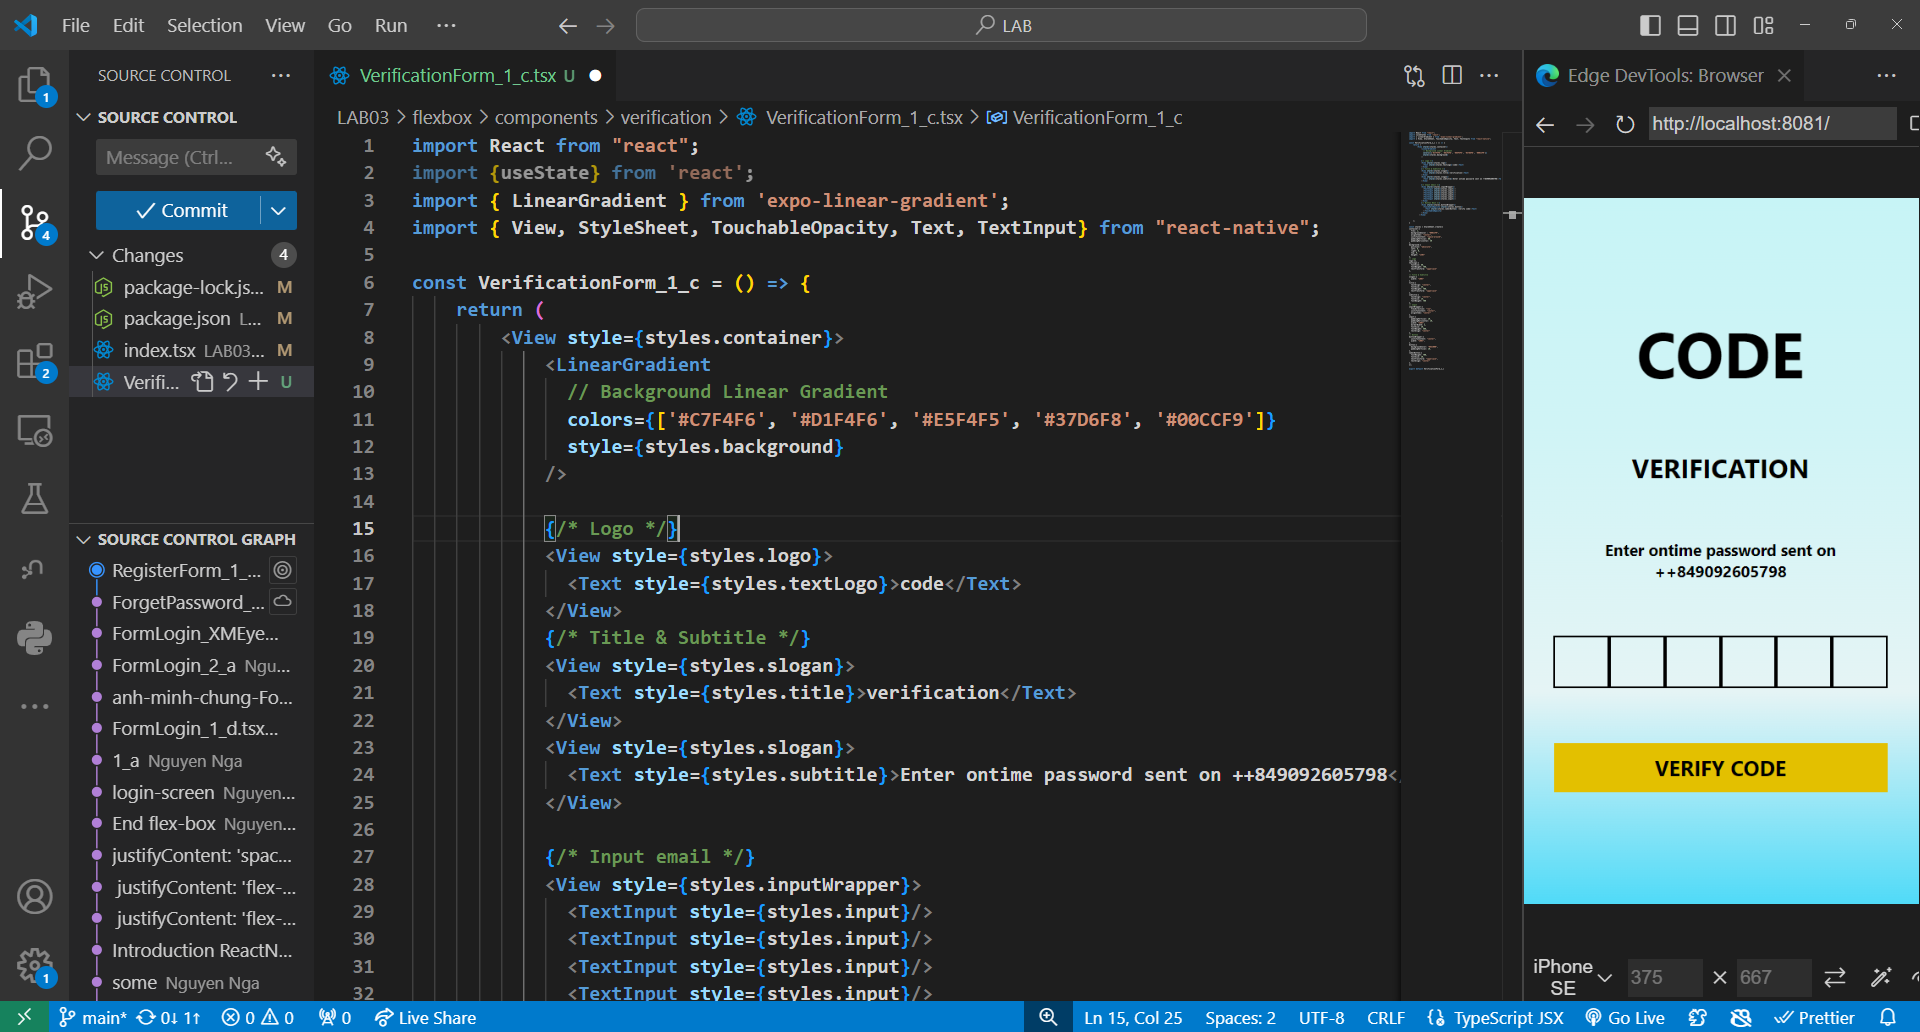 File Edit Selection View Go Run ···
LAB
SOURCE CONTROL ···
SOURCE CONTROL
Message (Ctrl...
Commit
Changes 4
package-lock.js... M
package.json L... M
index.tsx LAB03... M
Verifi... U
SOURCE CONTROL GRAPH
RegisterForm_1_...
ForgetPassword_...
FormLogin_XMEye...
FormLogin_2_a Ngu...
anh-minh-chung-Fo...
FormLogin_1_d.tsx...
1_a Nguyen Nga
login-screen Nguyen...
End flex-box Nguyen...
justifyContent: 'spac...
justifyContent: 'flex-...
justifyContent: 'flex-...
Introduction ReactN...
some Nguyen Nga
1
4
2
1
VerificationForm_1_c.tsx U
LAB03 > flexbox > components > verification > VerificationForm_1_c.tsx > VerificationForm_1_c
1 import React from "react";
2 import {useState} from 'react';
3 import { LinearGradient } from 'expo-linear-gradient';
4 import { View, StyleSheet, TouchableOpacity, Text, TextInput} from "react-native";
5
6 const VerificationForm_1_c = () => {
7 return (
8 <View style={styles.container}>
9 <LinearGradient
10 // Background Linear Gradient
11 colors={['#C7F4F6', '#D1F4F6', '#E5F4F5', '#37D6F8', '#00CCF9']}
12 style={styles.background}
13 />
14
15 {/* Logo */}
16 <View style={styles.logo}>
17 <Text style={styles.textLogo}>code</Text>
18 </View>
19 {/* Title & Subtitle */}
20 <View style={styles.slogan}>
21 <Text style={styles.title}>verification</Text>
22 </View>
23 <View style={styles.slogan}>
24 <Text style={styles.subtitle}>Enter ontime password sent on ++849092605798<
25 </View>
26
27 {/* Input email */}
28 <View style={styles.inputWrapper}>
29 <TextInput style={styles.input}/>
30 <TextInput style={styles.input}/>
31 <TextInput style={styles.input}/>
32 <TextInput style={styles.input}/>
Edge DevTools: Browser
http://localhost:8081/
CODE
VERIFICATION
Enter ontime password sent on
++849092605798
VERIFY CODE
iPhone SE 375 × 667
main* 0↓ 1↑ 0 0 0 Live Share
Ln 15, Col 25 Spaces: 2 UTF-8 CRLF {} TypeScript JSX Go Live Prettier